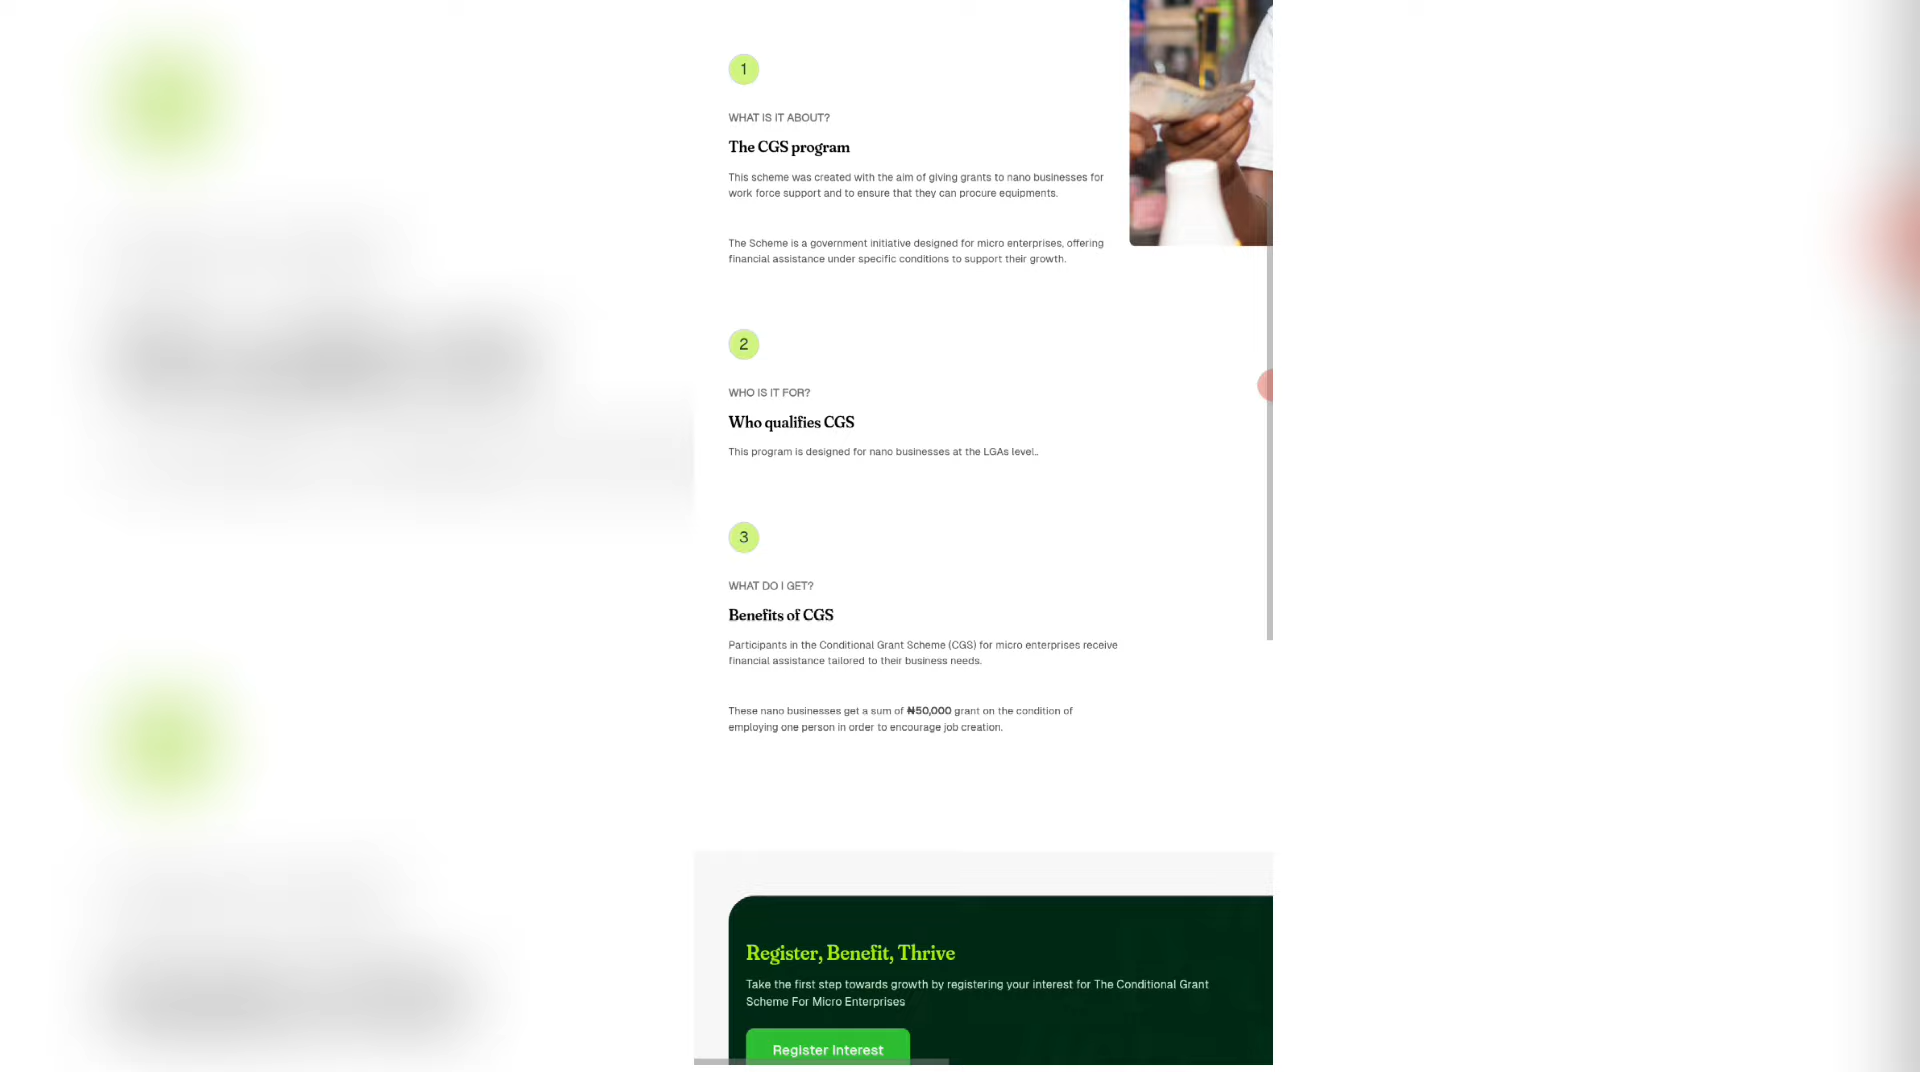 1
WHAT IS IT ABOUT?
The CGS program
This scheme was created with the aim of giving grants to nano businesses for
work force support and to ensure that they can procure equipments.
The Scheme is a government initiative designed for micro enterprises, offering
financial assistance under specific conditions to support their growth.
2
WHO IS IT FOR?
Who qualifies CGS
This program is designed for nano businesses at the LGAs level..
3
WHAT DO I GET?
Benefits of CGS
Participants in the Conditional Grant Scheme (CGS) for micro enterprises receive
financial assistance tailored to their business needs.
These nano businesses get a sum of ₦50,000 grant on the condition of
employing one person in order to encourage job creation.
Register, Benefit, Thrive
Take the first step towards growth by registering your interest for The Conditional Grant
Scheme For Micro Enterprises
Register Interest